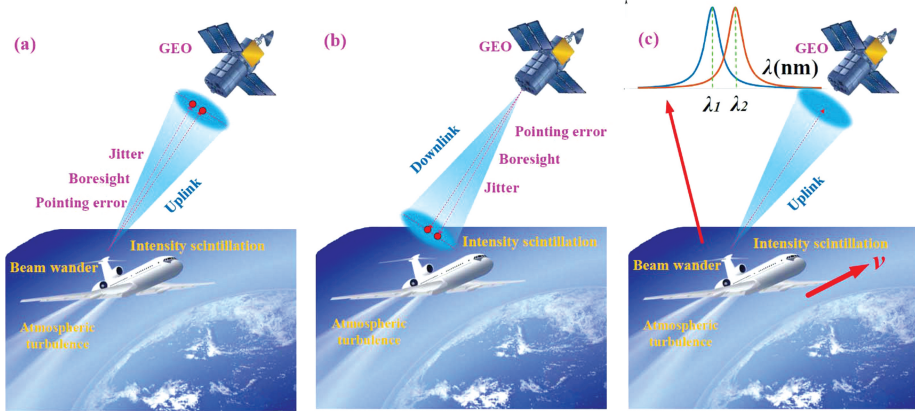 (a)
GEO
Jitter
Boresight
Pointing error
Uplink
Intensity scintillation
Beam wander
Atmospheric
turbulence
(b)
GEO
Downlink
Pointing error
Boresight
Jitter
Intensity scintillation
Atmospheric
turbulence
(c)
GEO
λ(nm)
λ1 λ2
Uplink
Intensity scintillation
Beam wander
v
Atmospheric
turbulence